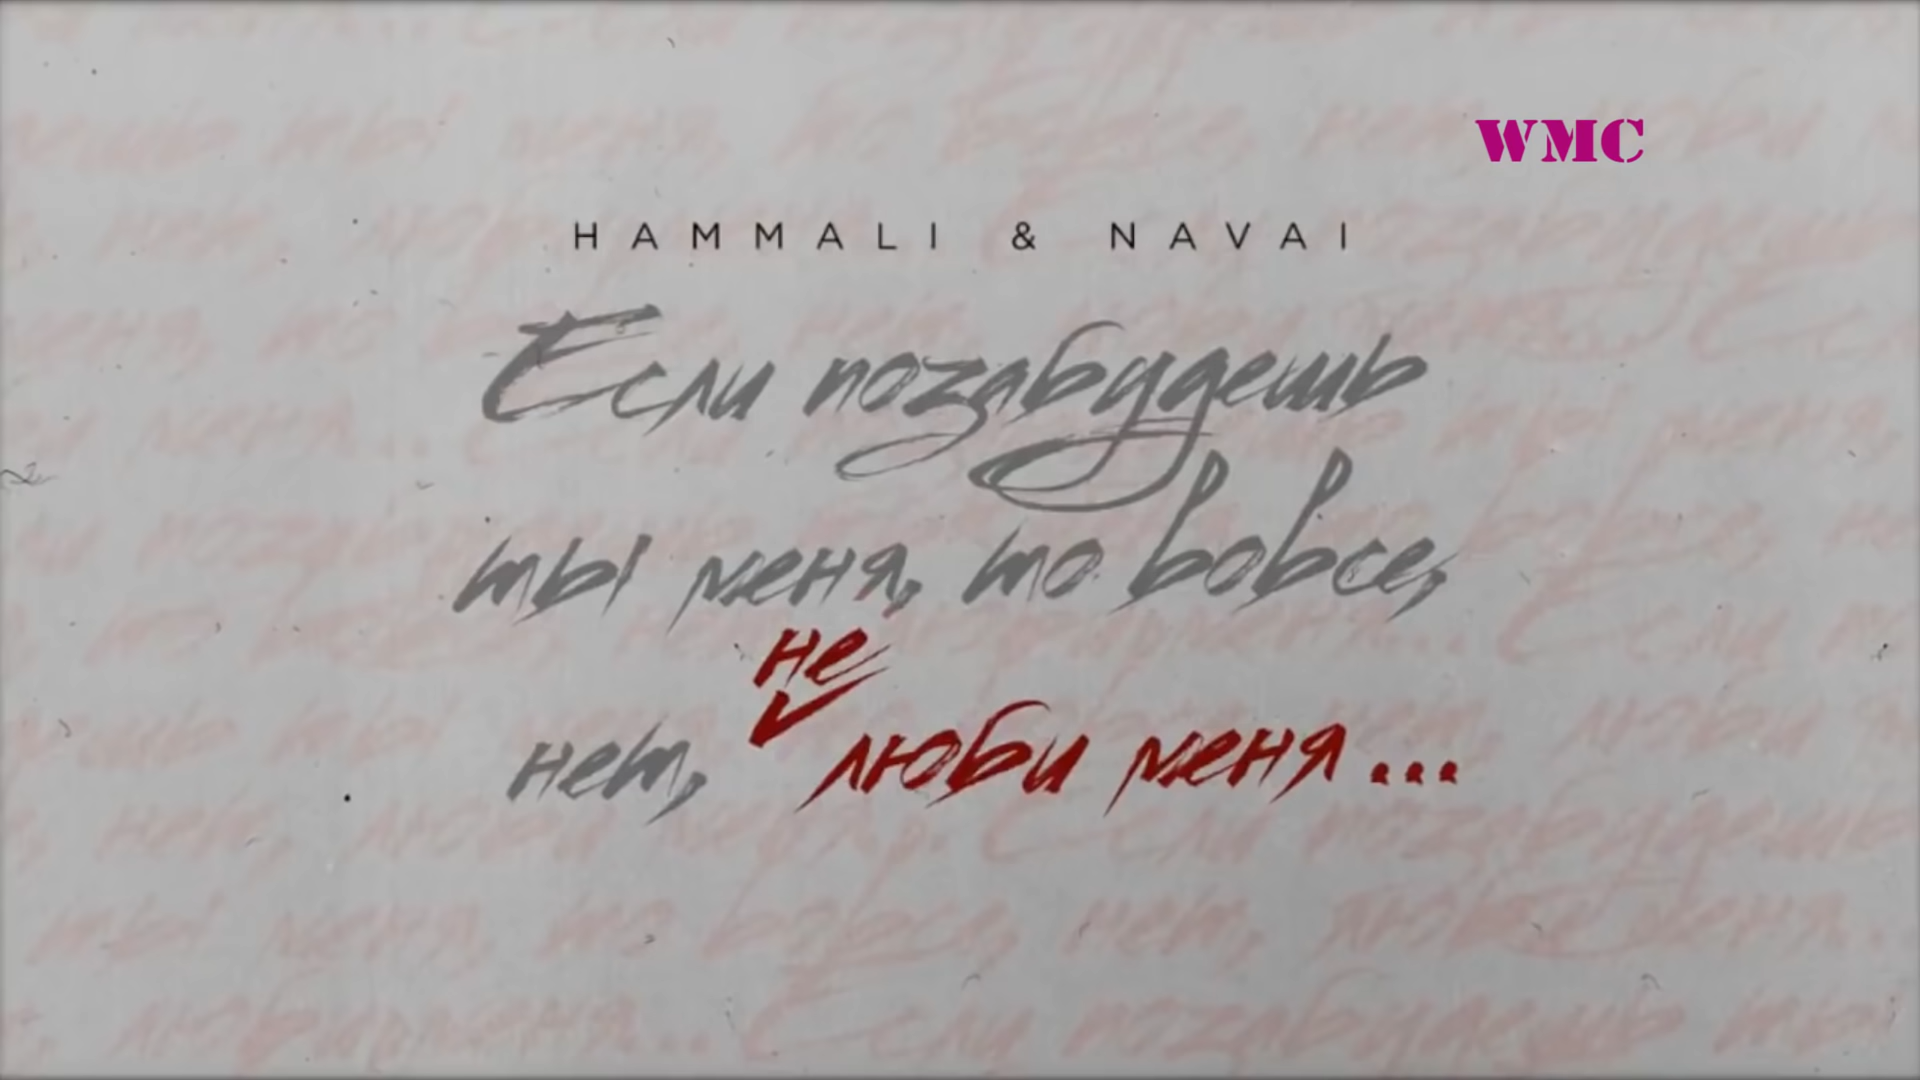 WMC
HAMMALI & NAVAI
Если позабудешь
ты меня, то вовсе,
не
нет, люби меня...